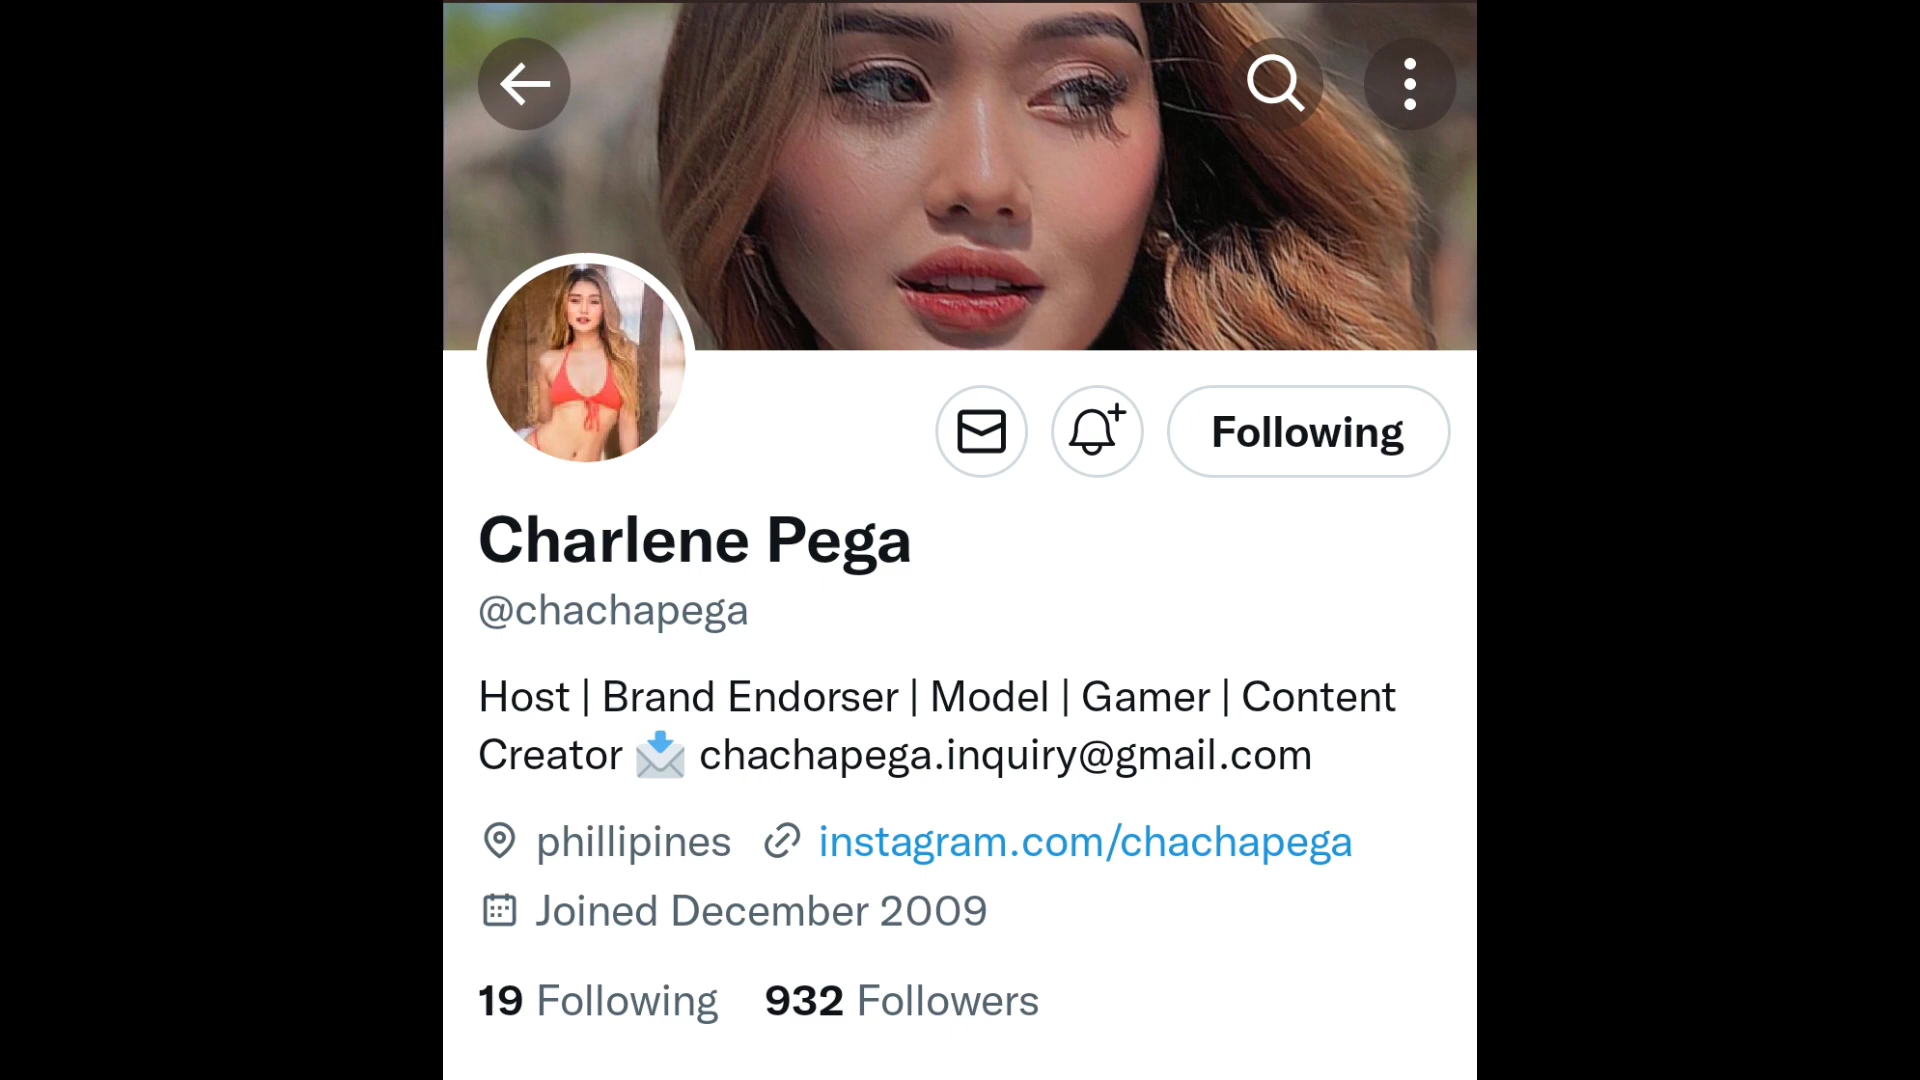 Following
Charlene Pega
@chachapega
Host | Brand Endorser | Model | Gamer | Content
Creator 📩 chachapega.inquiry@gmail.com
phillipines instagram.com/chachapega
Joined December 2009
19 Following 932 Followers